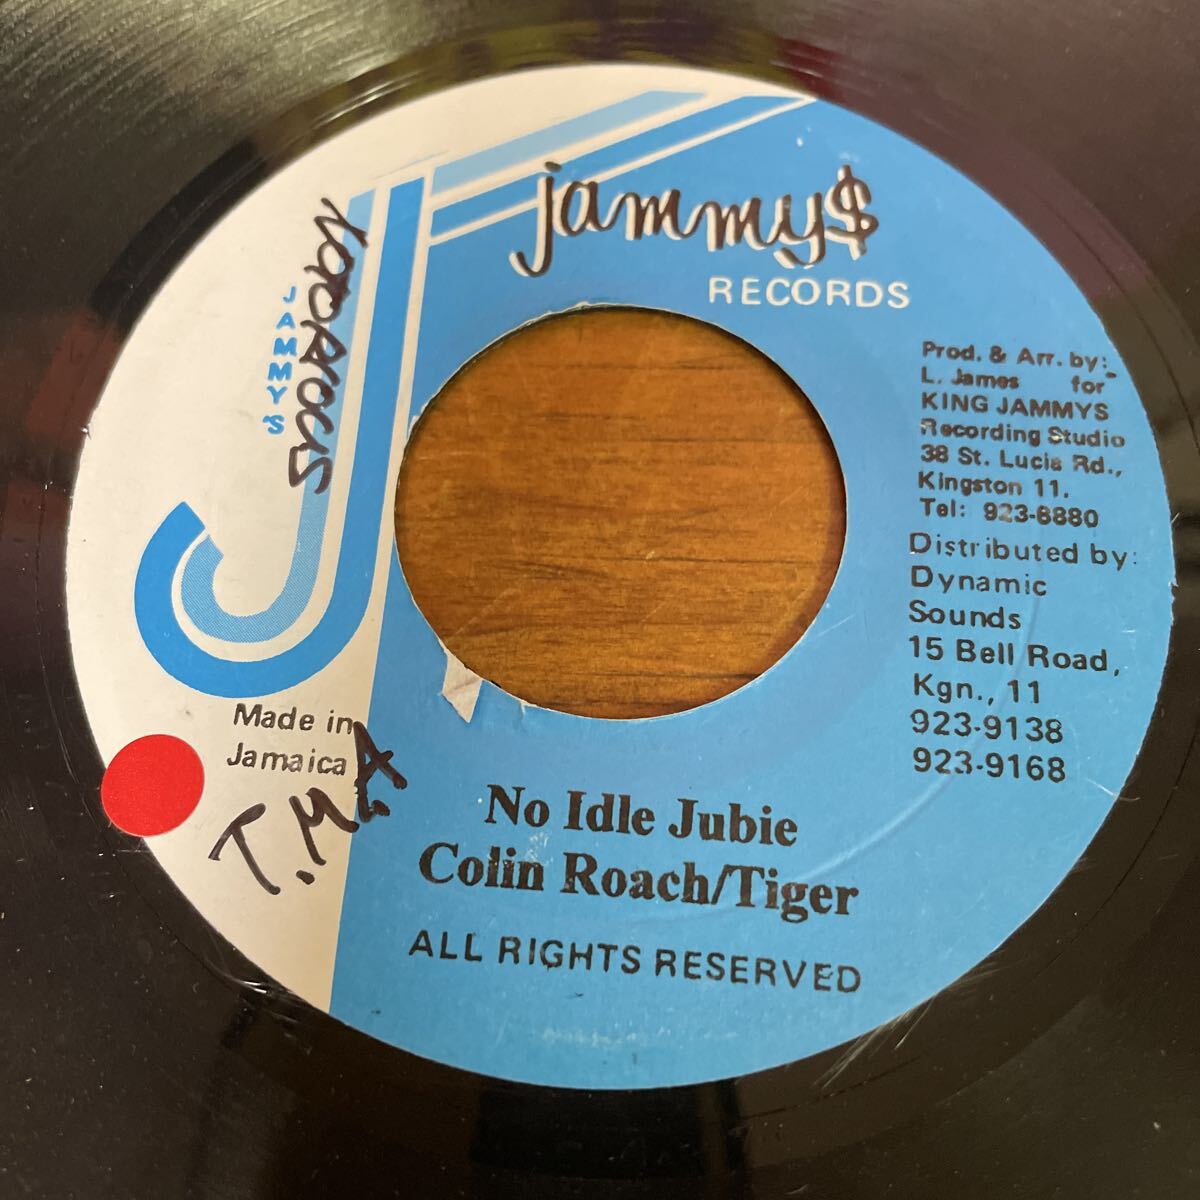 jammy$
RECORDS
JAMMY'S
Prod. & Arr. by:-
L. James for
KING JAMMYS
Recording Studio
38 St. Lucia Rd.,
Kingston 11.
Tel: 923-8880
Distributed by:
Dynamic
Sounds
15 Bell Road,
Kgn., 11
923-9138
923-9168
Made in
Jamaica
No Idle Jubie
Colin Roach/Tiger
ALL RIGHTS RESERVED